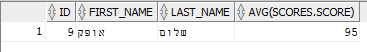 ID FIRST_NAME LAST_NAME AVG(SCORES.SCORE)
1 9 אופק שלום 95